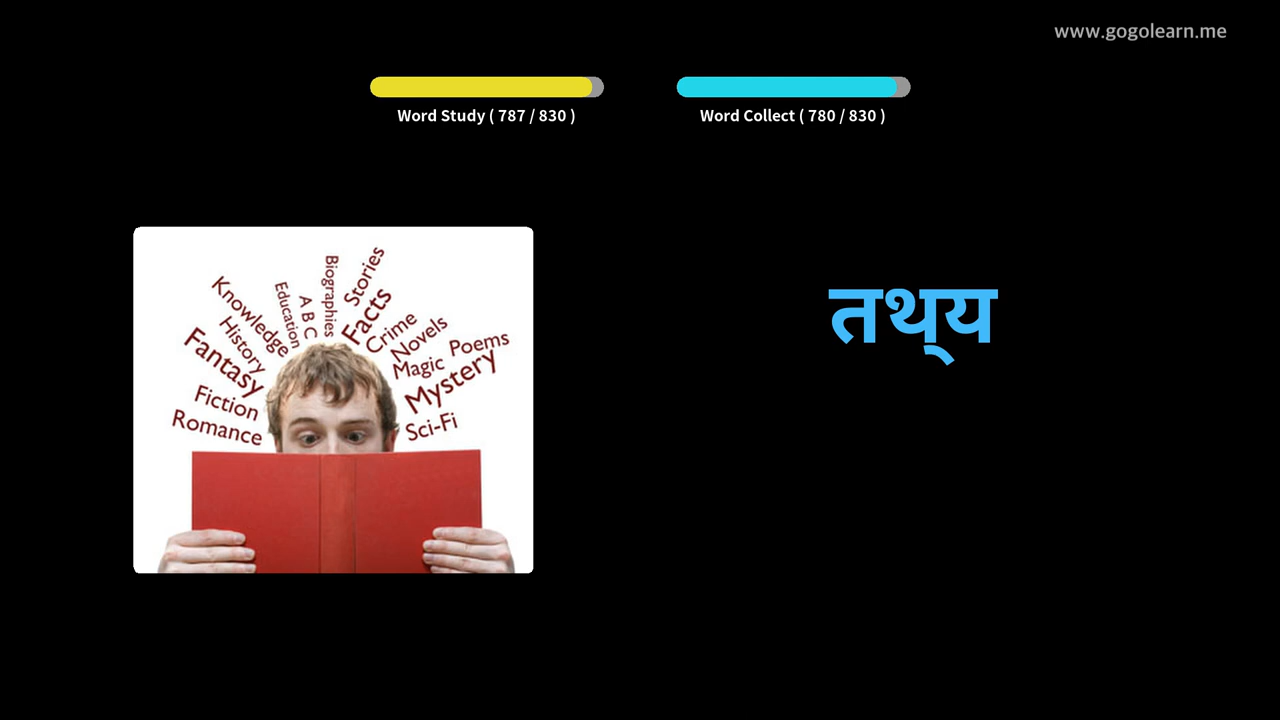 www.gogolearn.me
Word Study ( 787 / 830 )
Word Collect ( 780 / 830 )
Stories
Biographies
Facts
A B C
Education
Knowledge
History
Crime
Novels
Poems
Magic
Mystery
Fantasy
Fiction
Romance
Sci-Fi
तथ्‌य